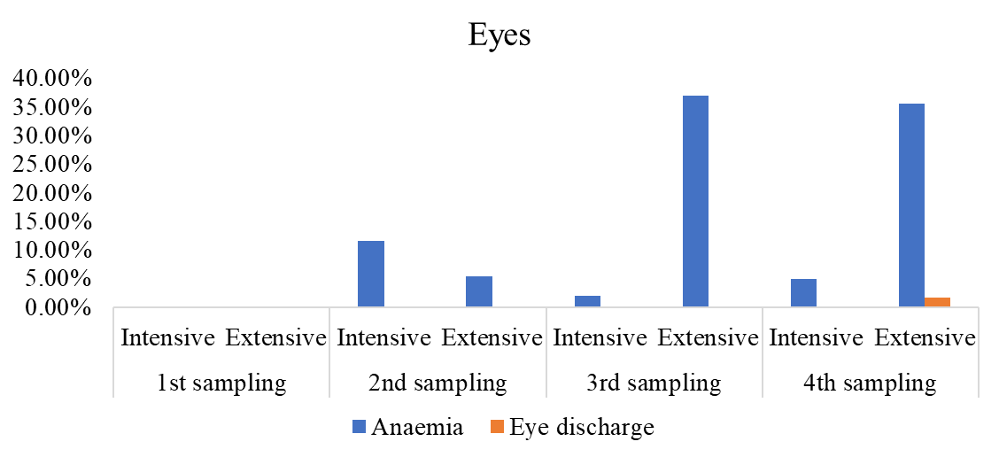 Eyes
40.00%
35.00%
30.00%
25.00%
20.00%
15.00%
10.00%
5.00%
0.00%
Intensive Extensive Intensive Extensive Intensive Extensive Intensive Extensive
1st sampling 2nd sampling 3rd sampling 4th sampling
Anaemia Eye discharge